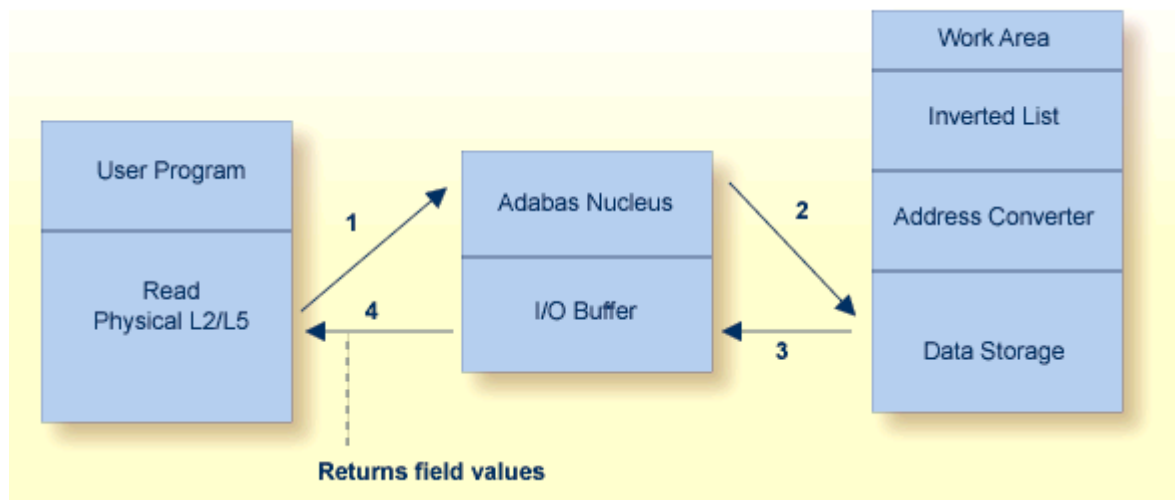 User Program
Read
Physical L2/L5
1
4
Returns field values
Adabas Nucleus
I/O Buffer
2
3
Work Area
Inverted List
Address Converter
Data Storage